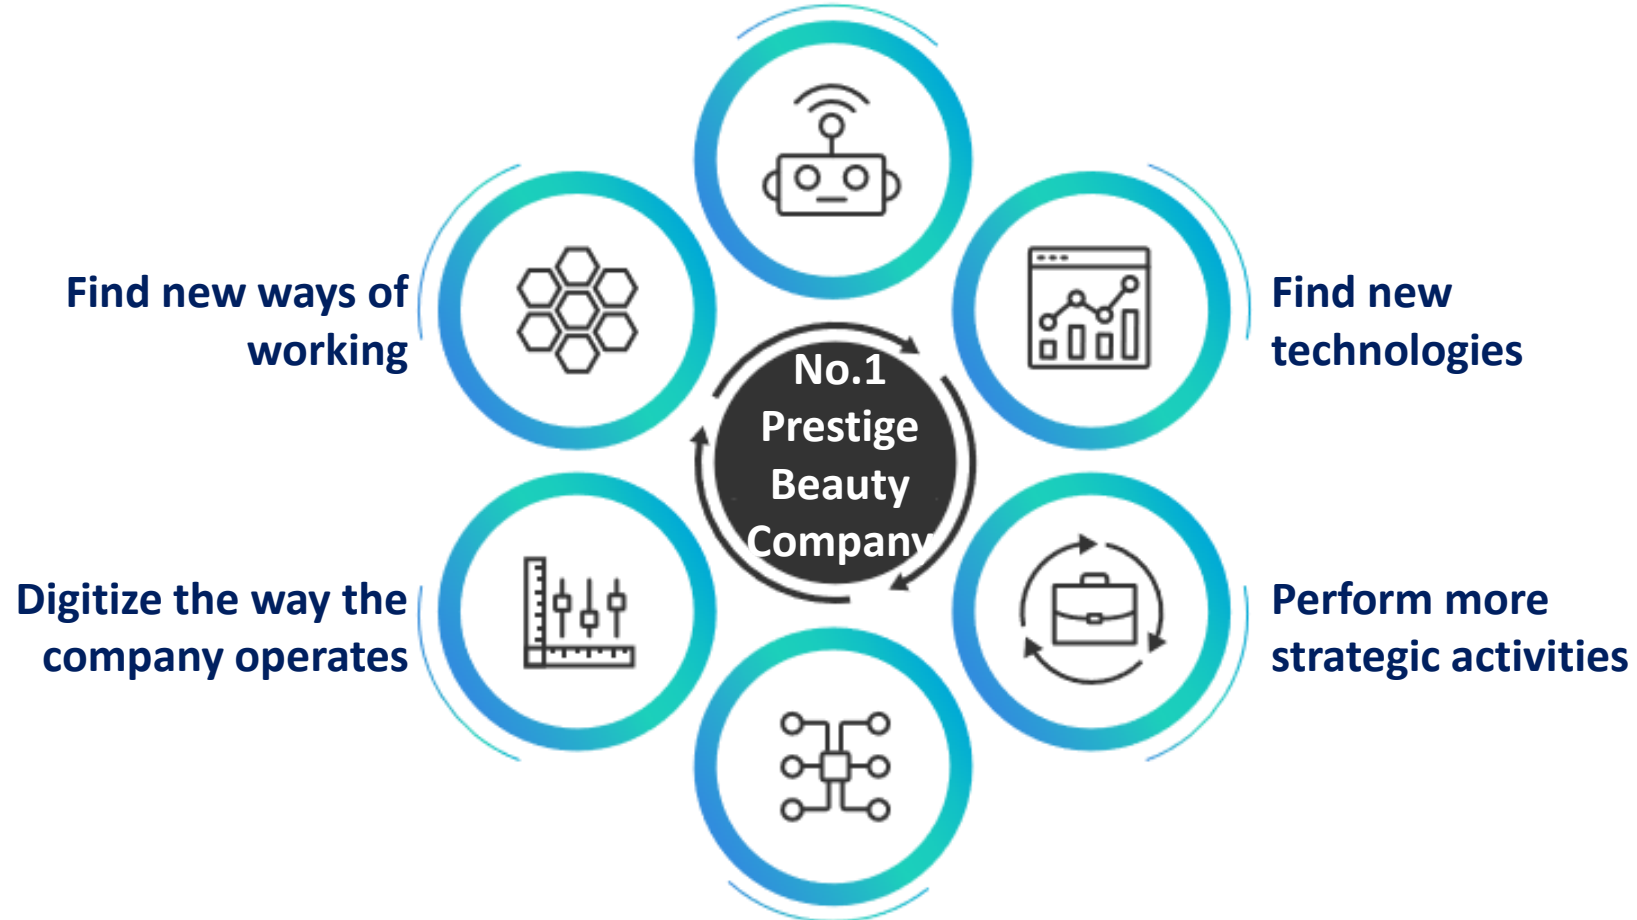 Find new ways of
working
Find new
technologies
No.1
Prestige
Beauty
Company
Digitize the way the
company operates
Perform more
strategic activities